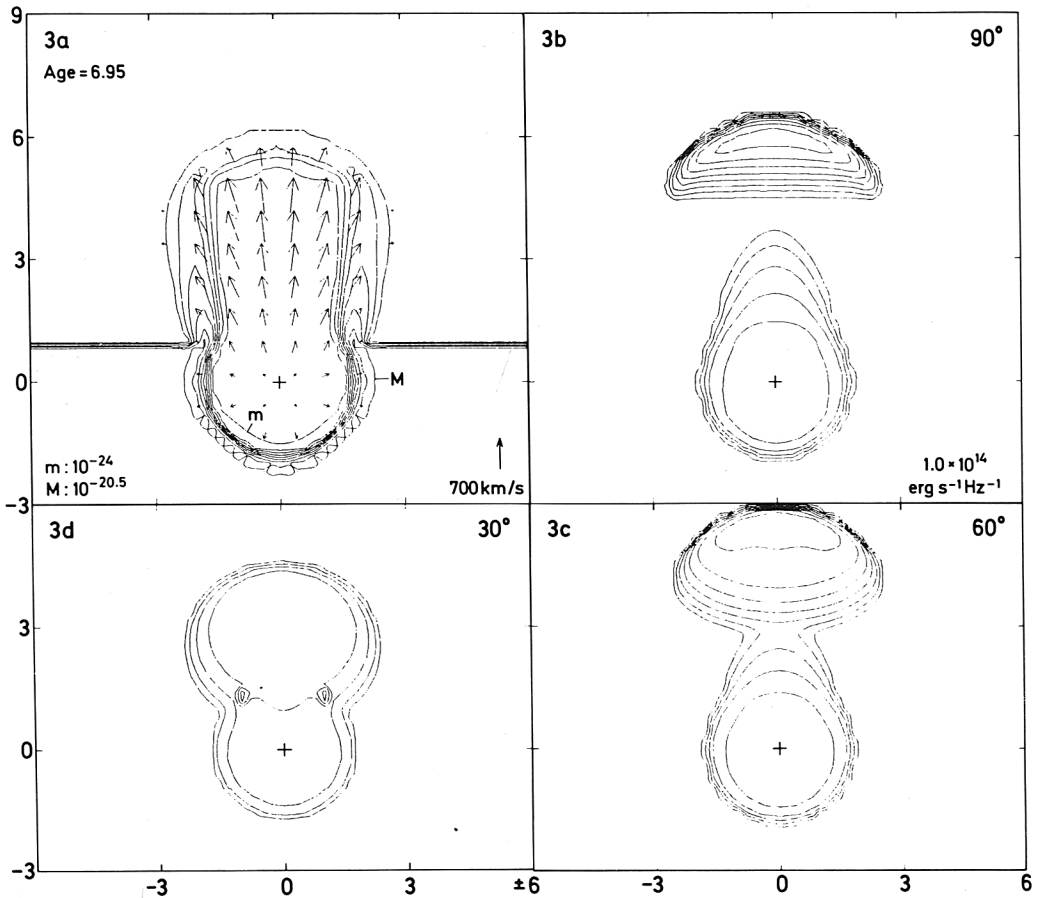 9
3a
Age = 6.95
6
3
0
M
m
m : 10⁻²⁴
M : 10⁻²⁰·⁵
700 km/s
-3
3b
90°
1.0 × 10¹⁴
erg s⁻¹ Hz⁻¹
3d
30°
3
0
-3
-3
0
3
±6
3c
60°
-3
0
3
6